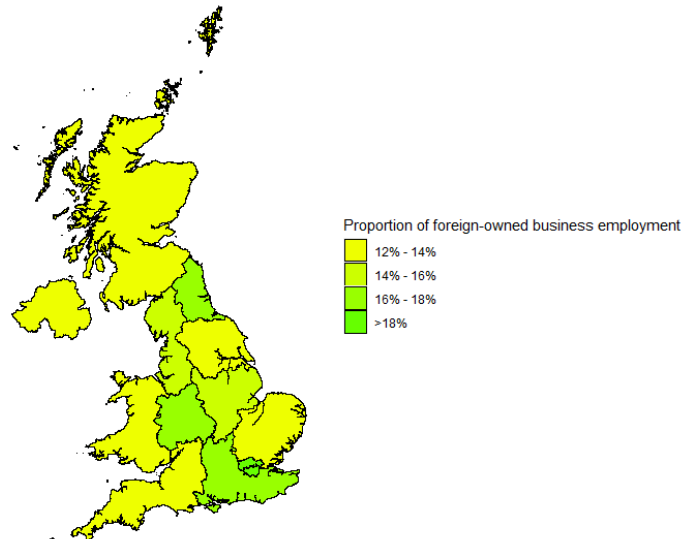 Proportion of foreign-owned business employment
12% - 14%
14% - 16%
16% - 18%
>18%